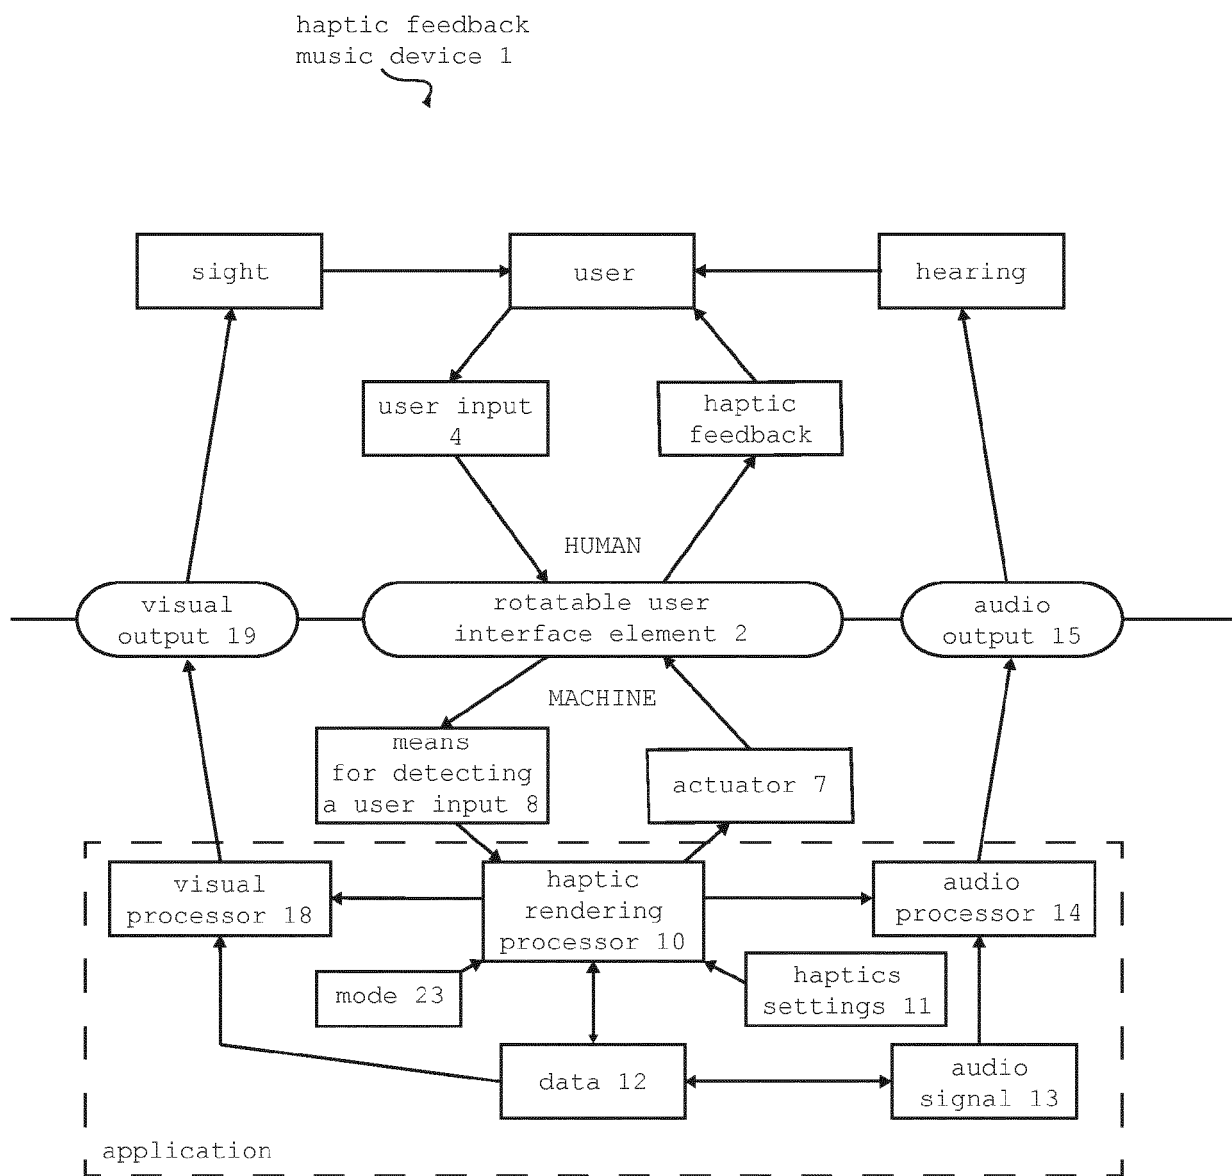 haptic feedback
music device 1
sight
user
hearing
user input
4
haptic
feedback
HUMAN
visual
output 19
rotatable user
interface element 2
audio
output 15
MACHINE
means
for detecting
a user input 8
actuator 7
visual
processor 18
haptic
rendering
processor 10
audio
processor 14
mode 23
haptics
settings 11
data 12
audio
signal 13
application